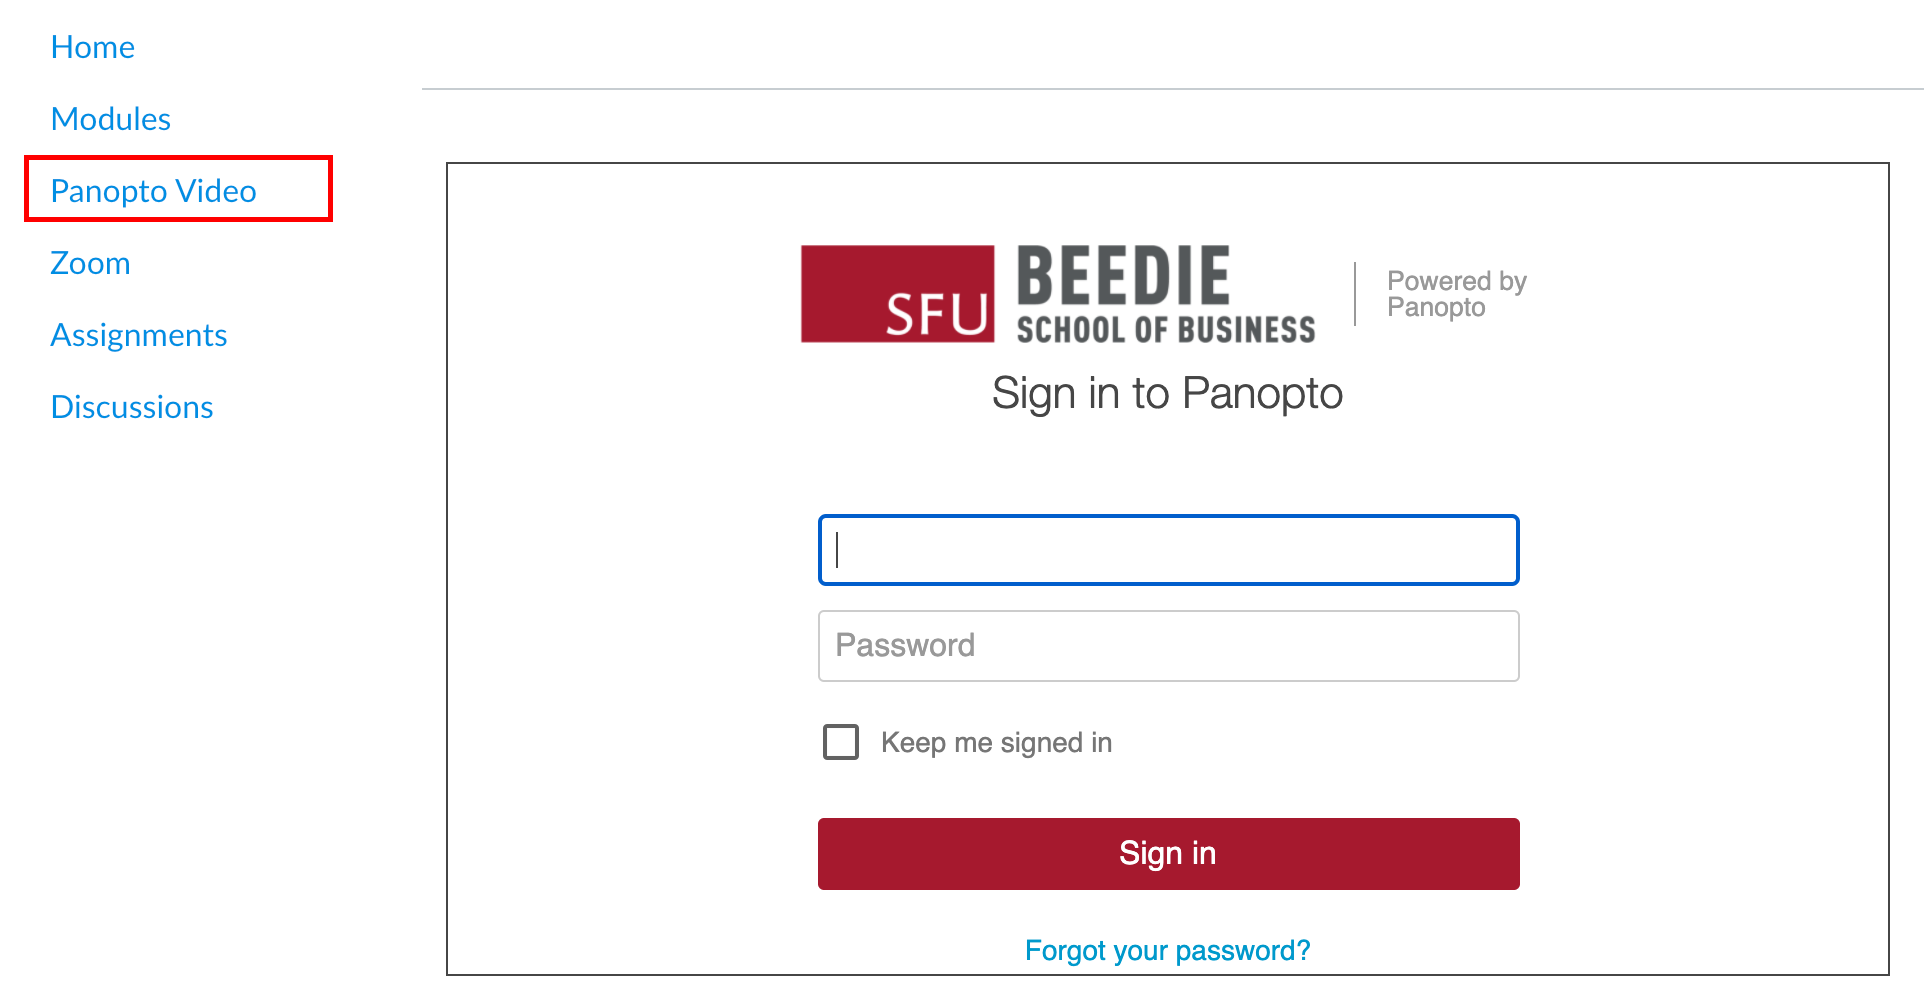 Home
Modules
Panopto Video
Zoom
Assignments
Discussions
SFU
BEEDIE
SCHOOL OF BUSINESS
Powered by
Panopto
Sign in to Panopto
Password
Keep me signed in
Sign in
Forgot your password?